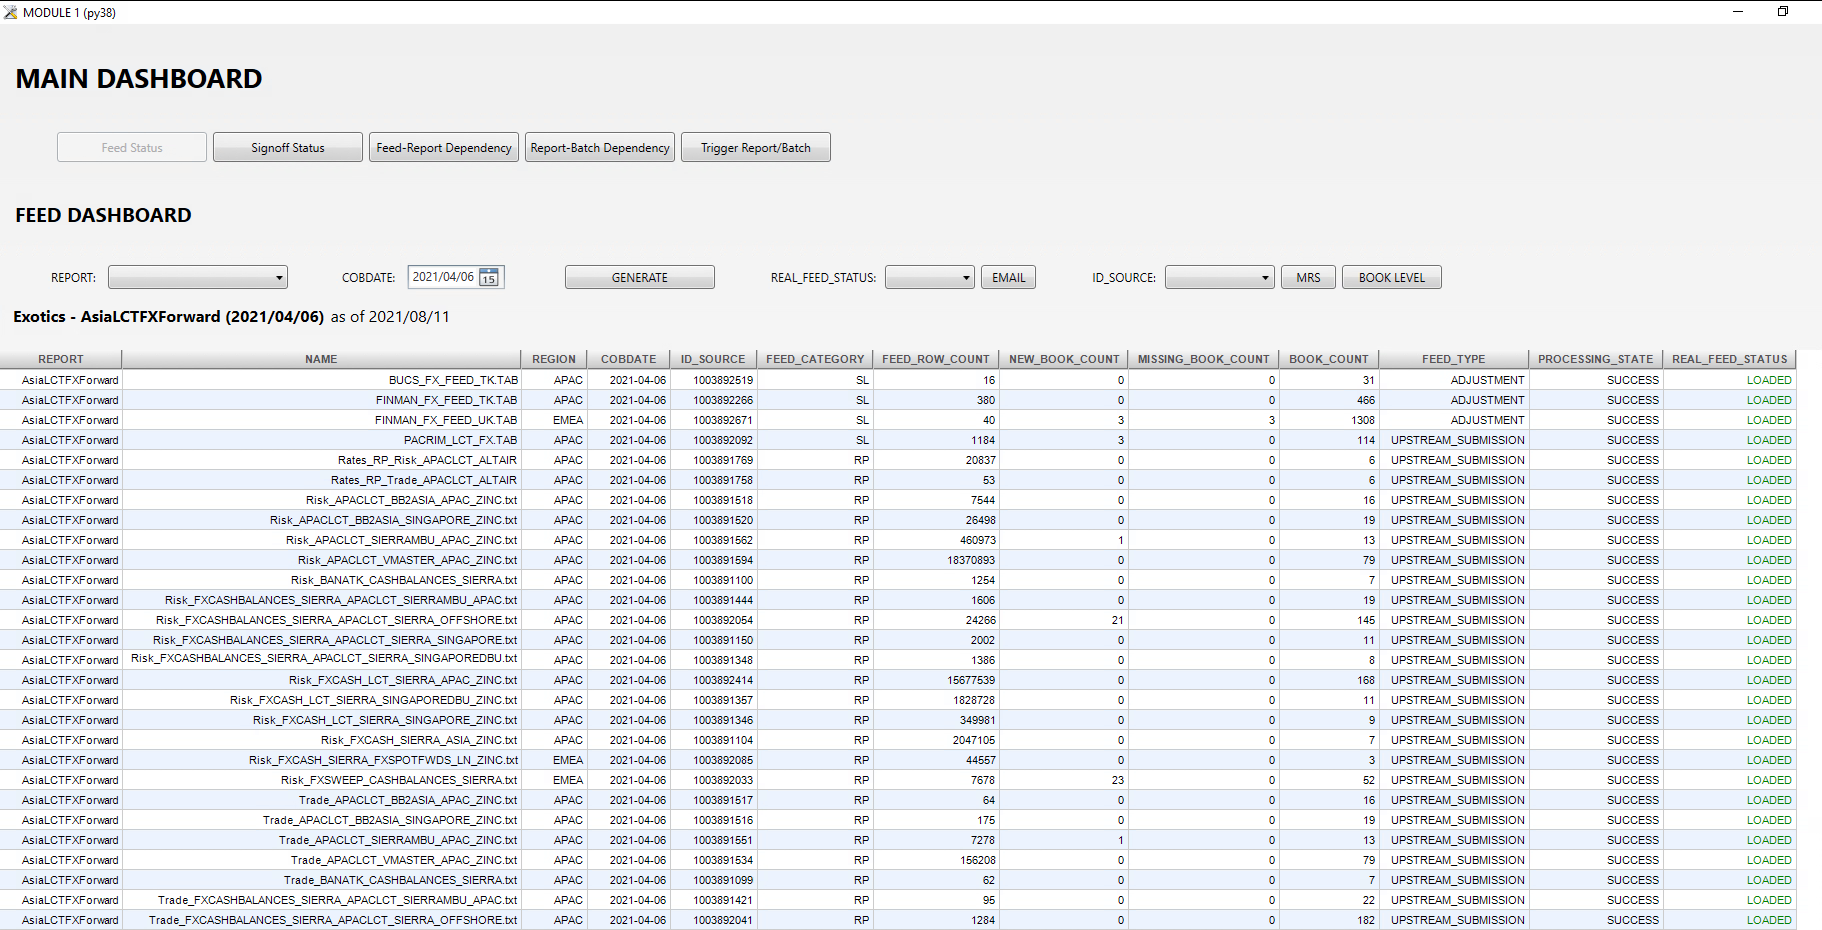 MODULE 1 (py38)
MAIN DASHBOARD
Feed Status Signoff Status Feed-Report Dependency Report-Batch Dependency Trigger Report/Batch
FEED DASHBOARD
REPORT: COBDATE: 2021/04/06 15 GENERATE REAL_FEED_STATUS: EMAIL ID_SOURCE: MRS BOOK LEVEL
Exotics - AsiaLCTFXForward (2021/04/06) as of 2021/08/11
REPORT NAME REGION COBDATE ID_SOURCE FEED_CATEGORY FEED_ROW_COUNT NEW_BOOK_COUNT MISSING_BOOK_COUNT BOOK_COUNT FEED_TYPE PROCESSING_STATE REAL_FEED_STATUS
AsiaLCTFXForward BUCS_FX_FEED_TK.TAB APAC 2021-04-06 1003892519 SL 16 0 0 31 ADJUSTMENT SUCCESS LOADED
AsiaLCTFXForward FINMAN_FX_FEED_TK.TAB APAC 2021-04-06 1003892266 SL 380 0 0 466 ADJUSTMENT SUCCESS LOADED
AsiaLCTFXForward FINMAN_FX_FEED_UK.TAB EMEA 2021-04-06 1003892671 SL 40 3 3 1308 ADJUSTMENT SUCCESS LOADED
AsiaLCTFXForward PACRIM_LCT_FX.TAB APAC 2021-04-06 1003892092 SL 1184 3 0 114 UPSTREAM_SUBMISSION SUCCESS LOADED
AsiaLCTFXForward Rates_RP_Risk_APACLCT_ALTAIR APAC 2021-04-06 1003891769 RP 20837 0 0 6 UPSTREAM_SUBMISSION SUCCESS LOADED
AsiaLCTFXForward Rates_RP_Trade_APACLCT_ALTAIR APAC 2021-04-06 1003891758 RP 53 0 0 6 UPSTREAM_SUBMISSION SUCCESS LOADED
AsiaLCTFXForward Risk_APACLCT_BB2ASIA_APAC_ZINC.txt APAC 2021-04-06 1003891518 RP 7544 0 0 16 UPSTREAM_SUBMISSION SUCCESS LOADED
AsiaLCTFXForward Risk_APACLCT_BB2ASIA_SINGAPORE_ZINC.txt APAC 2021-04-06 1003891520 RP 26498 0 0 19 UPSTREAM_SUBMISSION SUCCESS LOADED
AsiaLCTFXForward Risk_APACLCT_SIERRAMBU_APAC_ZINC.txt APAC 2021-04-06 1003891562 RP 460973 1 0 13 UPSTREAM_SUBMISSION SUCCESS LOADED
AsiaLCTFXForward Risk_APACLCT_VMASTER_APAC_ZINC.txt APAC 2021-04-06 1003891594 RP 18370893 0 0 79 UPSTREAM_SUBMISSION SUCCESS LOADED
AsiaLCTFXForward Risk_BANATK_CASHBALANCES_SIERRA.txt APAC 2021-04-06 1003891100 RP 1254 0 0 7 UPSTREAM_SUBMISSION SUCCESS LOADED
AsiaLCTFXForward Risk_FXCASHBALANCES_SIERRA_APACLCT_SIERRAMBU_APAC.txt APAC 2021-04-06 1003891444 RP 1606 0 0 19 UPSTREAM_SUBMISSION SUCCESS LOADED
AsiaLCTFXForward Risk_FXCASHBALANCES_SIERRA_APACLCT_SIERRA_OFFSHORE.txt APAC 2021-04-06 1003892054 RP 24266 21 0 145 UPSTREAM_SUBMISSION SUCCESS LOADED
AsiaLCTFXForward Risk_FXCASHBALANCES_SIERRA_APACLCT_SIERRA_SINGAPORE.txt APAC 2021-04-06 1003891150 RP 2002 0 0 11 UPSTREAM_SUBMISSION SUCCESS LOADED
AsiaLCTFXForward Risk_FXCASHBALANCES_SIERRA_APACLCT_SIERRA_SINGAPOREDBU.txt APAC 2021-04-06 1003891348 RP 1386 0 0 8 UPSTREAM_SUBMISSION SUCCESS LOADED
AsiaLCTFXForward Risk_FXCASH_LCT_SIERRA_APAC_ZINC.txt APAC 2021-04-06 1003892414 RP 15677539 0 0 168 UPSTREAM_SUBMISSION SUCCESS LOADED
AsiaLCTFXForward Risk_FXCASH_LCT_SIERRA_SINGAPOREDBU_ZINC.txt APAC 2021-04-06 1003891357 RP 1828728 0 0 11 UPSTREAM_SUBMISSION SUCCESS LOADED
AsiaLCTFXForward Risk_FXCASH_LCT_SIERRA_SINGAPORE_ZINC.txt APAC 2021-04-06 1003891346 RP 349981 0 0 9 UPSTREAM_SUBMISSION SUCCESS LOADED
AsiaLCTFXForward Risk_FXCASH_SIERRA_ASIA_ZINC.txt APAC 2021-04-06 1003891104 RP 2047105 0 0 7 UPSTREAM_SUBMISSION SUCCESS LOADED
AsiaLCTFXForward Risk_FXCASH_SIERRA_FXSPOTFWDS_LN_ZINC.txt EMEA 2021-04-06 1003892085 RP 44557 0 0 3 UPSTREAM_SUBMISSION SUCCESS LOADED
AsiaLCTFXForward Risk_FXSWEEP_CASHBALANCES_SIERRA.txt EMEA 2021-04-06 1003892033 RP 7678 23 0 52 UPSTREAM_SUBMISSION SUCCESS LOADED
AsiaLCTFXForward Trade_APACLCT_BB2ASIA_APAC_ZINC.txt APAC 2021-04-06 1003891517 RP 64 0 0 16 UPSTREAM_SUBMISSION SUCCESS LOADED
AsiaLCTFXForward Trade_APACLCT_BB2ASIA_SINGAPORE_ZINC.txt APAC 2021-04-06 1003891516 RP 175 0 0 19 UPSTREAM_SUBMISSION SUCCESS LOADED
AsiaLCTFXForward Trade_APACLCT_SIERRAMBU_APAC_ZINC.txt APAC 2021-04-06 1003891551 RP 7278 1 0 13 UPSTREAM_SUBMISSION SUCCESS LOADED
AsiaLCTFXForward Trade_APACLCT_VMASTER_APAC_ZINC.txt APAC 2021-04-06 1003891534 RP 156208 0 0 79 UPSTREAM_SUBMISSION SUCCESS LOADED
AsiaLCTFXForward Trade_BANATK_CASHBALANCES_SIERRA.txt APAC 2021-04-06 1003891099 RP 62 0 0 7 UPSTREAM_SUBMISSION SUCCESS LOADED
AsiaLCTFXForward Trade_FXCASHBALANCES_SIERRA_APACLCT_SIERRAMBU_APAC.txt APAC 2021-04-06 1003891421 RP 95 0 0 22 UPSTREAM_SUBMISSION SUCCESS LOADED
AsiaLCTFXForward Trade_FXCASHBALANCES_SIERRA_APACLCT_SIERRA_OFFSHORE.txt APAC 2021-04-06 1003892041 RP 1284 0 0 182 UPSTREAM_SUBMISSION SUCCESS LOADED